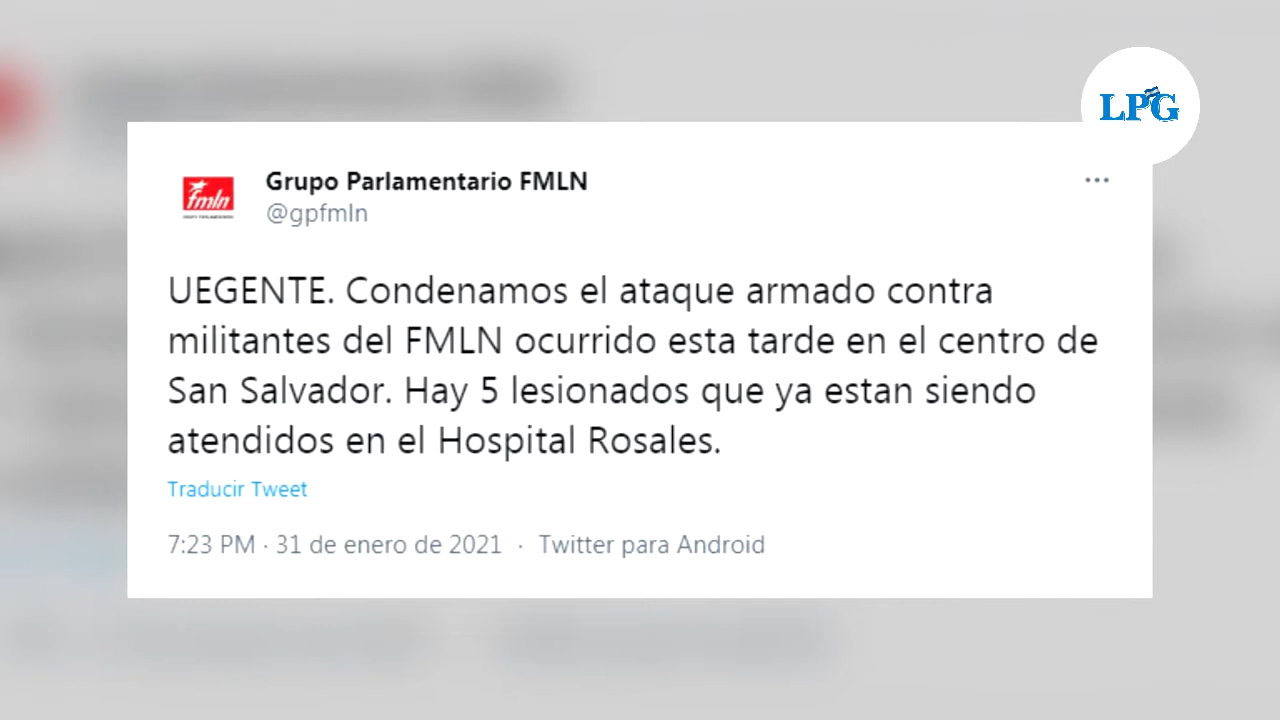 LPG
fmln
Grupo Parlamentario FMLN
@gpfmln
UEGENTE. Condenamos el ataque armado contra
militantes del FMLN ocurrido esta tarde en el centro de
San Salvador. Hay 5 lesionados que ya estan siendo
atendidos en el Hospital Rosales.
Traducir Tweet
7:23 PM · 31 de enero de 2021 · Twitter para Android